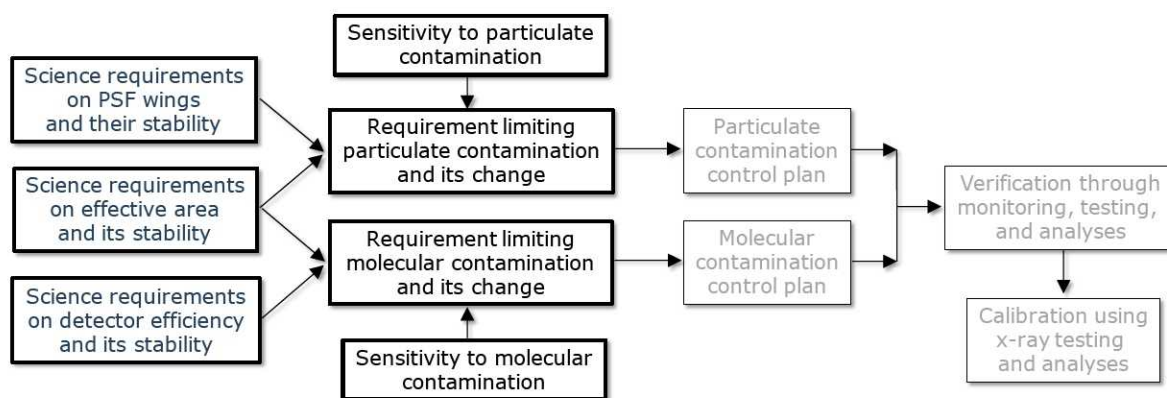 Sensitivity to particulate
contamination
Science requirements
on PSF wings
and their stability
Requirement limiting
particulate contamination
and its change
Particulate
contamination
control plan
Science requirements
on effective area
and its stability
Verification through
monitoring, testing,
and analyses
Requirement limiting
molecular contamination
and its change
Molecular
contamination
control plan
Science requirements
on detector efficiency
and its stability
Calibration using
x-ray testing
and analyses
Sensitivity to molecular
contamination